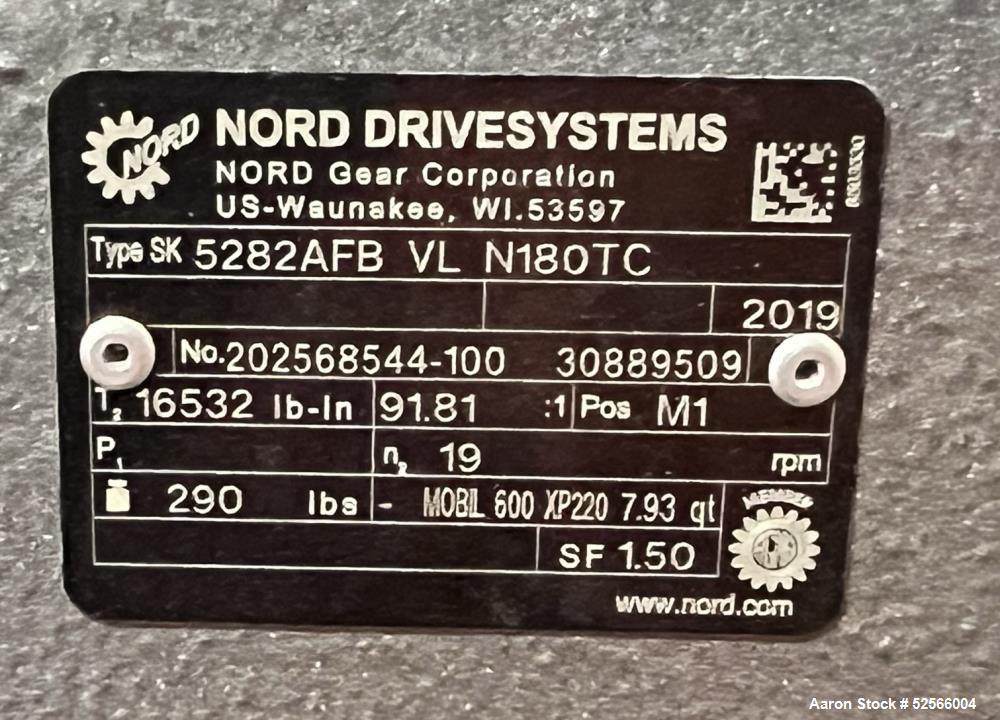 NORD
NORD DRIVESYSTEMS
NORD Gear Corporation
US-Waunakee, WI.53597
Type SK 5282AFB VL N180TC
2019
No.202568544-100 30889509
T₂ 16532 lb-In 91.81 :1 Pos M1
P₁ n₂ 19 rpm
290 lbs - MOBIL 600 XP220 7.93 qt
SF 1.50
www.nord.com
Aaron Stock # 52566004